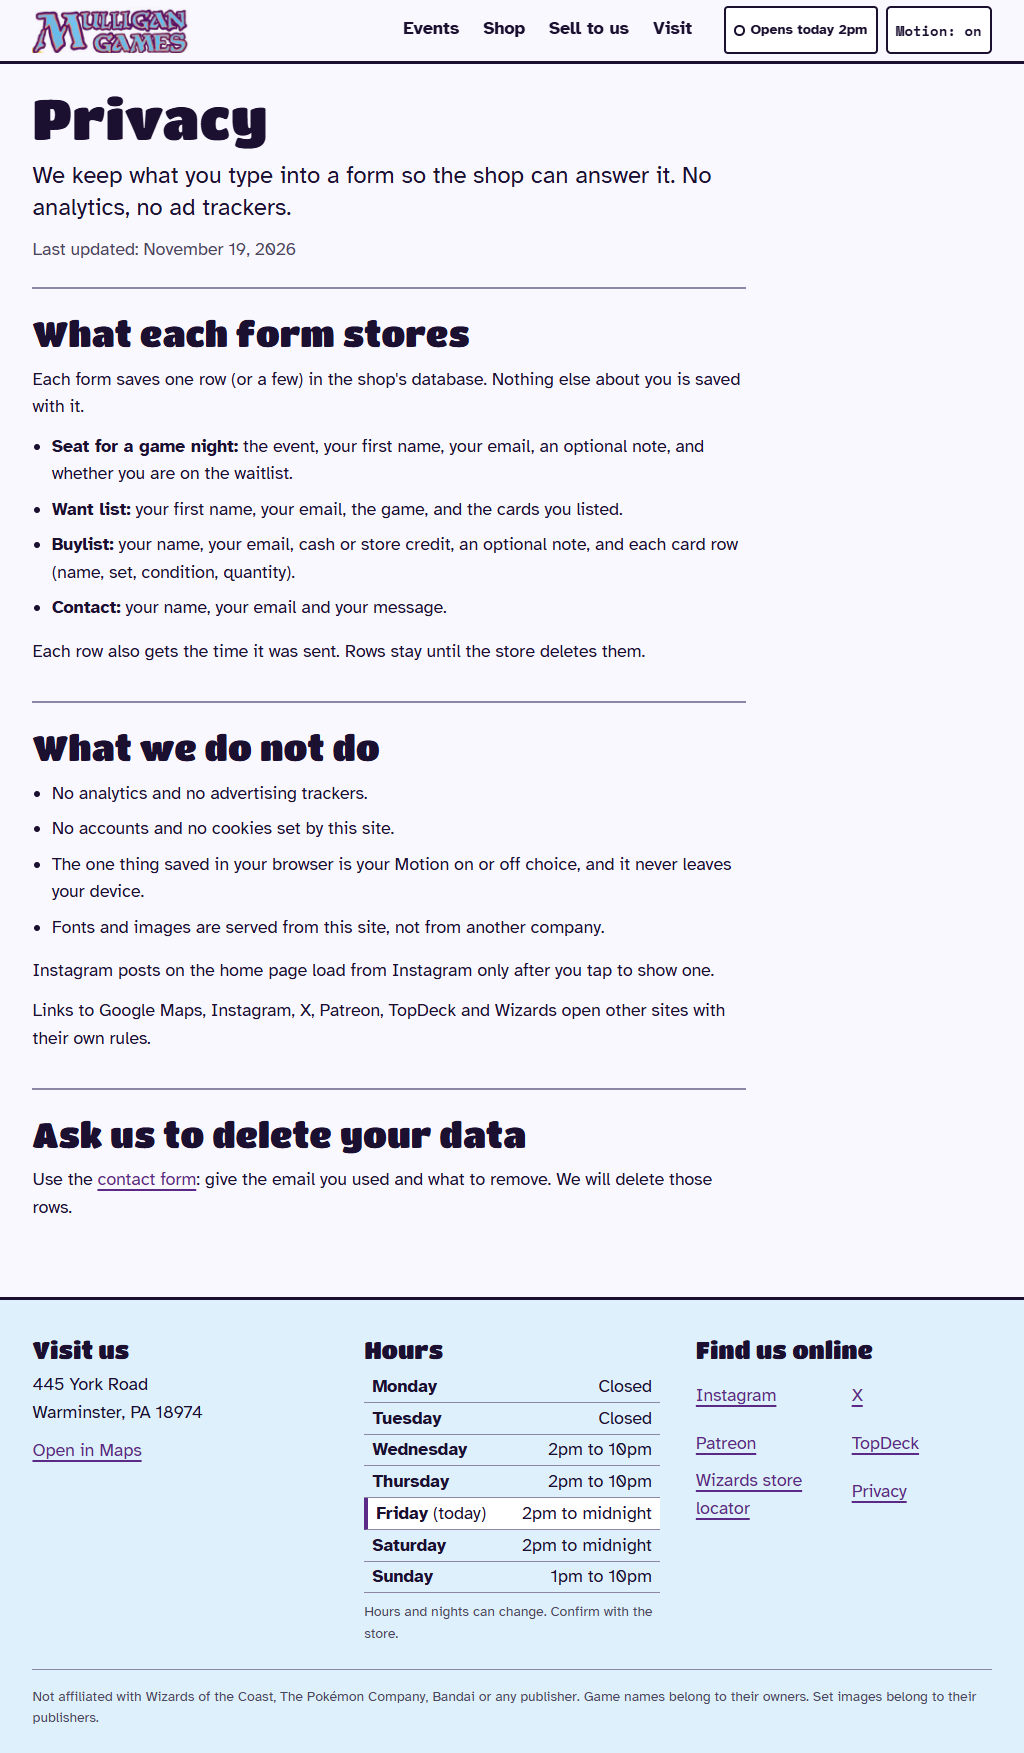 MULLIGAN
GAMES
Events Shop Sell to us Visit Opens today 2pm Motion: on
Privacy
We keep what you type into a form so the shop can answer it. No
analytics, no ad trackers.
Last updated: November 19, 2026
What each form stores
Each form saves one row (or a few) in the shop's database. Nothing else about you is saved
with it.
• Seat for a game night: the event, your first name, your email, an optional note, and
whether you are on the waitlist.
• Want list: your first name, your email, the game, and the cards you listed.
• Buylist: your name, your email, cash or store credit, an optional note, and each card row
(name, set, condition, quantity).
• Contact: your name, your email and your message.
Each row also gets the time it was sent. Rows stay until the store deletes them.
What we do not do
• No analytics and no advertising trackers.
• No accounts and no cookies set by this site.
• The one thing saved in your browser is your Motion on or off choice, and it never leaves
your device.
• Fonts and images are served from this site, not from another company.
Instagram posts on the home page load from Instagram only after you tap to show one.
Links to Google Maps, Instagram, X, Patreon, TopDeck and Wizards open other sites with
their own rules.
Ask us to delete your data
Use the contact form: give the email you used and what to remove. We will delete those
rows.
Visit us
445 York Road
Warminster, PA 18974
Open in Maps
Hours
Monday Closed
Tuesday Closed
Wednesday 2pm to 10pm
Thursday 2pm to 10pm
Friday (today) 2pm to midnight
Saturday 2pm to midnight
Sunday 1pm to 10pm
Hours and nights can change. Confirm with the
store.
Find us online
Instagram X
Patreon TopDeck
Wizards store
locator
Privacy
Not affiliated with Wizards of the Coast, The Pokémon Company, Bandai or any publisher. Game names belong to their owners. Set images belong to their
publishers.